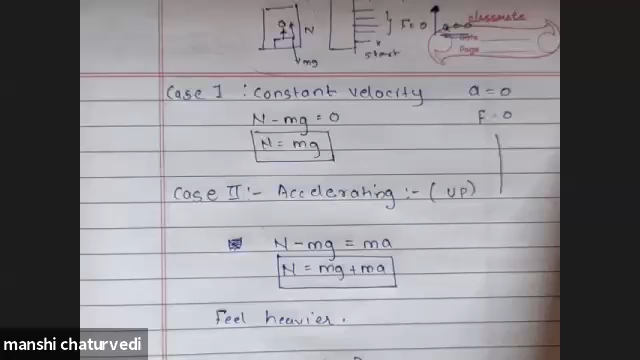 N
mg
F = 0
start
classmate
Date
Page
Case I : Constant velocity a = 0
N - mg = 0 F = 0
N = mg
Case II :- Accelerating :- ( UP )
N - mg = ma
N = mg + ma
Feel heavier.
manshi chaturvedi